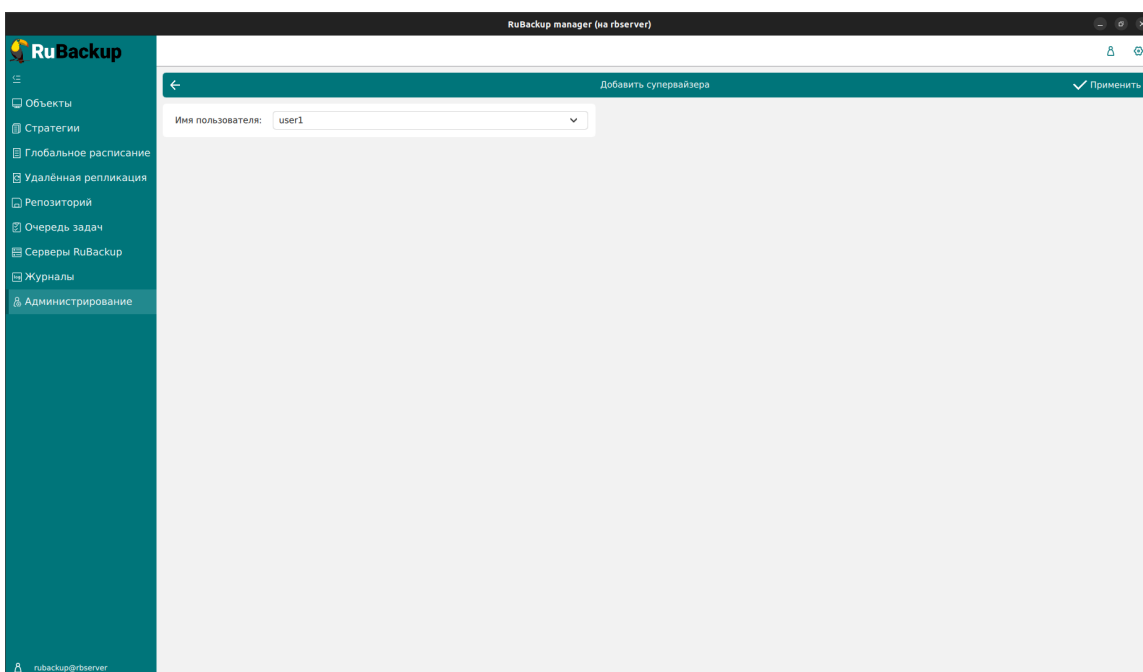 RuBackup manager (на rbserver)
RuBackup
Добавить супервайзера
Применить
Объекты
Стратегии
Глобальное расписание
Удалённая репликация
Репозиторий
Очередь задач
Серверы RuBackup
Журналы
Администрирование
Имя пользователя: user1
rubackup@rbserver